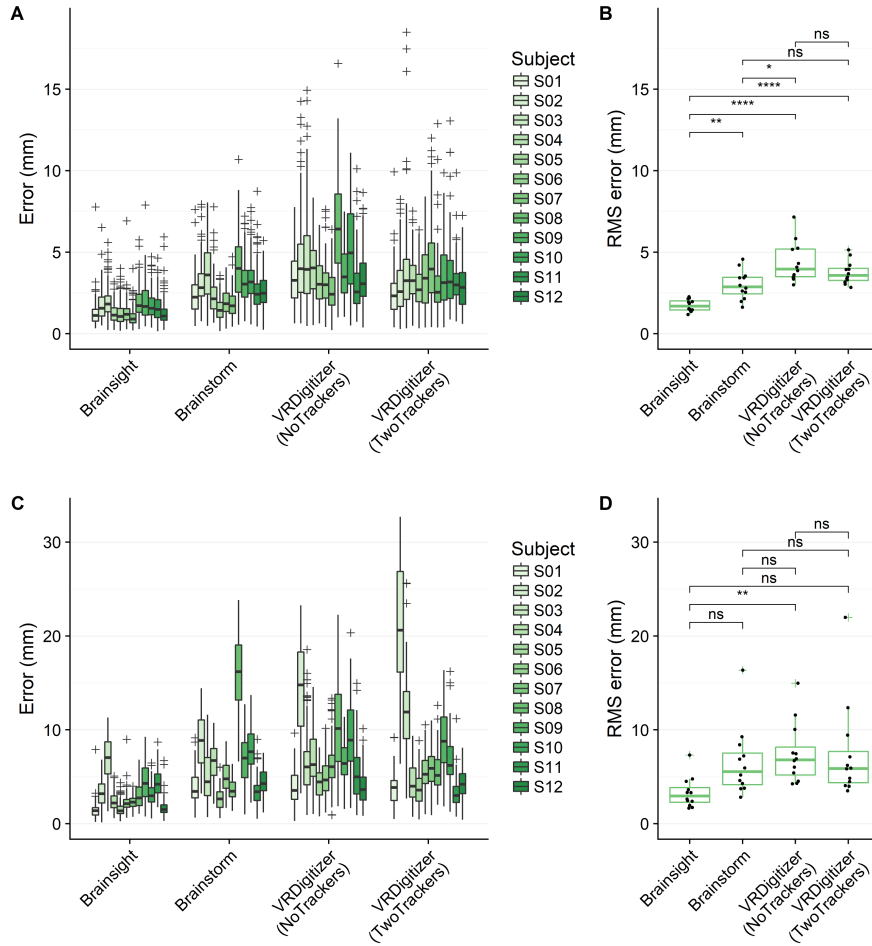 A
Error (mm)
15
10
5
0
Brainsight
Brainstorm
VRDigitizer
(NoTrackers)
VRDigitizer
(TwoTrackers)
Subject
S01
S02
S03
S04
S05
S06
S07
S08
S09
S10
S11
S12
B
RMS error (mm)
15
10
5
0
ns
ns
*
****
****
**
Brainsight
Brainstorm
VRDigitizer
(NoTrackers)
VRDigitizer
(TwoTrackers)
C
Error (mm)
30
20
10
0
Brainsight
Brainstorm
VRDigitizer
(NoTrackers)
VRDigitizer
(TwoTrackers)
Subject
S01
S02
S03
S04
S05
S06
S07
S08
S09
S10
S11
S12
D
RMS error (mm)
30
20
10
0
ns
ns
ns
ns
**
ns
Brainsight
Brainstorm
VRDigitizer
(NoTrackers)
VRDigitizer
(TwoTrackers)